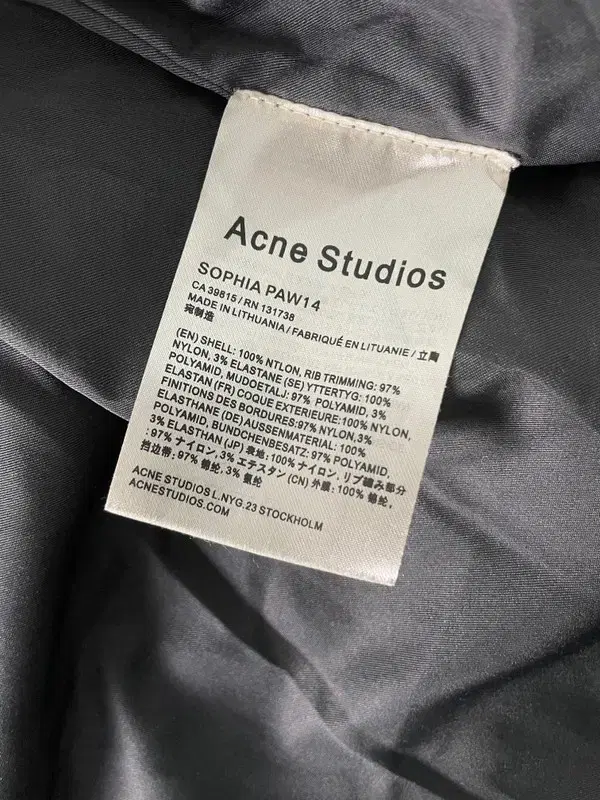 Acne Studios
SOPHIA PAW14
CA 39815 / RN 131738
MADE IN LITHUANIA / FABRIQUÉ EN LITUANIE / 立陶
宛制造
(EN) SHELL: 100% NTLON, RIB TRIMMING: 97%
NYLON, 3% ELASTANE (SE) YTTERTYG: 100%
POLYAMID, MUDOETALJ: 97% POLYAMID, 3%
ELASTAN (FR) COQUE EXTERIEURE:100% NYLON,
FINITIONS DES BORDURES:97% NYLON,3%
ELASTHANE (DE) AUSSENMATERIAL: 100%
POLYAMID, BUNDCHENBESATZ: 97% POLYAMID,
3% ELASTHAN (JP) 表地:100% ナイロン, リブ編み部分
: 97% ナイロン, 3% エテスタン (CN) 外膜: 100% 锦纶,
挡边带: 97% 锦纶, 3% 氨纶
ACNE STUDIOS L.NYG.23 STOCKHOLM
ACNESTUDIOS.COM